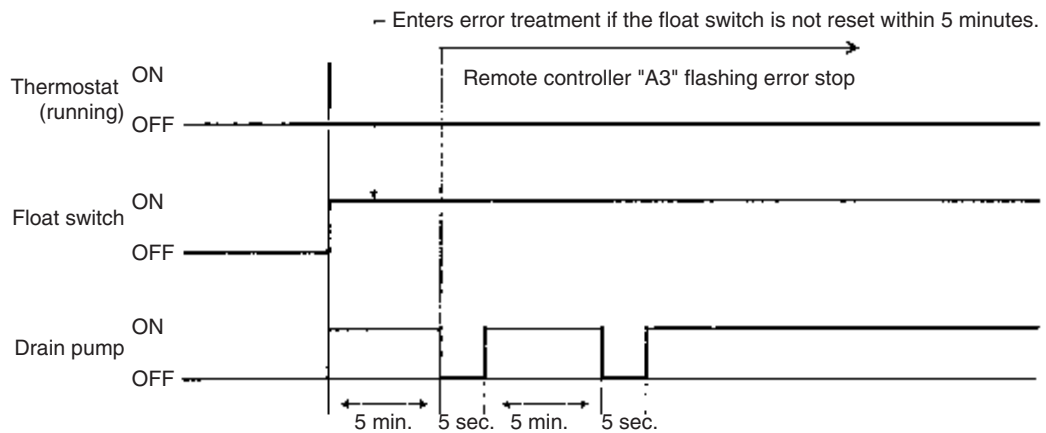 Enters error treatment if the float switch is not reset within 5 minutes.
Remote controller "A3" flashing error stop
Thermostat
(running)
ON
OFF
Float switch
ON
OFF
Drain pump
ON
OFF
5 min.
5 sec.
5 min.
5 sec.